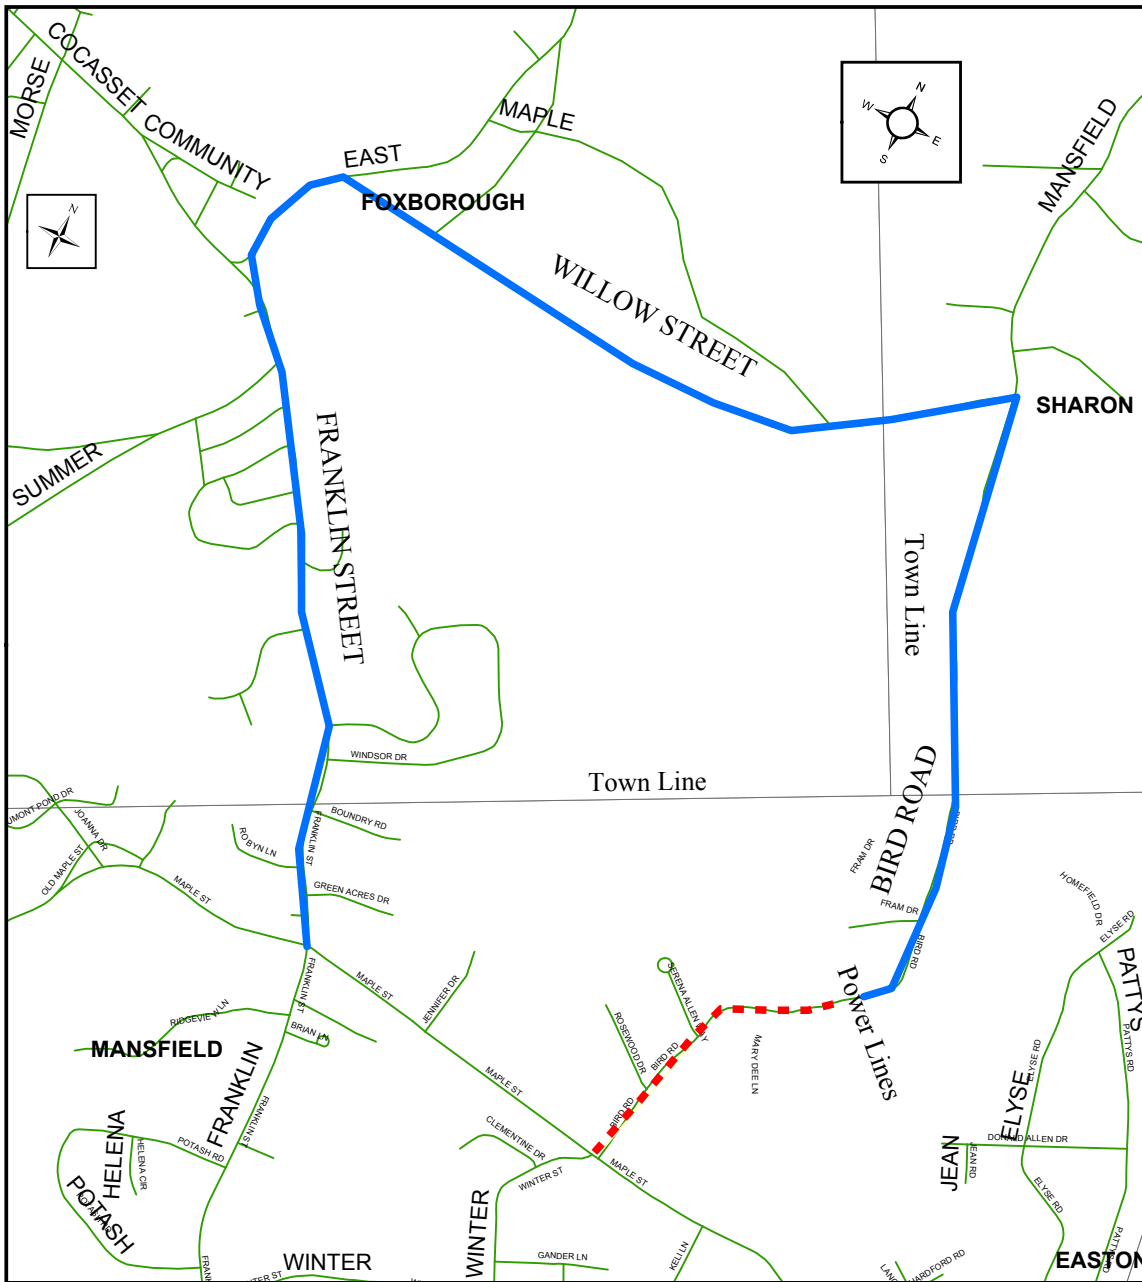 COCASSET COMMUNITY
MORSE
MAPLE
EAST
FOXBOROUGH
N
W
E
S
MANSFIELD
N
WILLOW STREET
SHARON
FRANKLIN STREET
SUMMER
Town Line
WINDSOR DR
Town Line
BIRD ROAD
JOANNA DR
OLD MAPLE ST
MAPLE ST
ROBYN LN
FRANKLIN ST
BOUNDRY RD
GREEN ACRES DR
FRAM DR
FRAM DR
BIRD RD
HOMEFIELD DR
ELYSE RD
PATTYS
FRANKLIN ST
MAPLE ST
JENNIFER DR
SERENA ALLEN WAY
Power Lines
RIDGEVIEW LN
BRIAN LN
MANSFIELD
FRANKLIN
FRANKLIN ST
ROSEWOOD DR
BIRD RD
MARY DEE LN
ELYSE RD
PATTYS RD
MAPLE ST
BIRD RD
ELYSE
HELENA
HELENA CIR
POTASH RD
POTASH
CLEMENTINE DR
WINTER ST
MAPLE ST
DONALD ALLEN DR
JEAN
JEAN RD
ELYSE RD
WINTER
WINTER
GANDER LN
KELI LN
EASTON